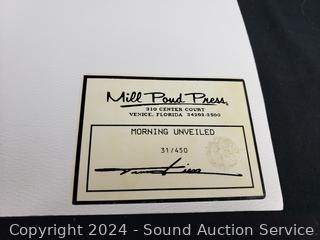 Mill Pond Press®
310 CENTER COURT
VENICE, FLORIDA 34292-3500
MORNING UNVEILED
31/450
Copyright 2024 - Sound Auction Service